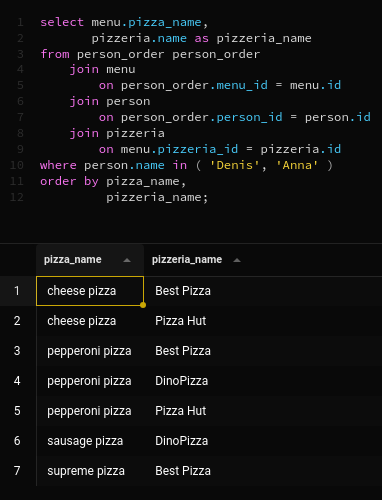 1 select menu.pizza_name,
2 pizzeria.name as pizzeria_name
3 from person_order person_order
4 join menu
5 on person_order.menu_id = menu.id
6 join person
7 on person_order.person_id = person.id
8 join pizzeria
9 on menu.pizzeria_id = pizzeria.id
10 where person.name in ( 'Denis', 'Anna' )
11 order by pizza_name,
12 pizzeria_name;
pizza_name pizzeria_name
1 cheese pizza Best Pizza
2 cheese pizza Pizza Hut
3 pepperoni pizza Best Pizza
4 pepperoni pizza DinoPizza
5 pepperoni pizza Pizza Hut
6 sausage pizza DinoPizza
7 supreme pizza Best Pizza